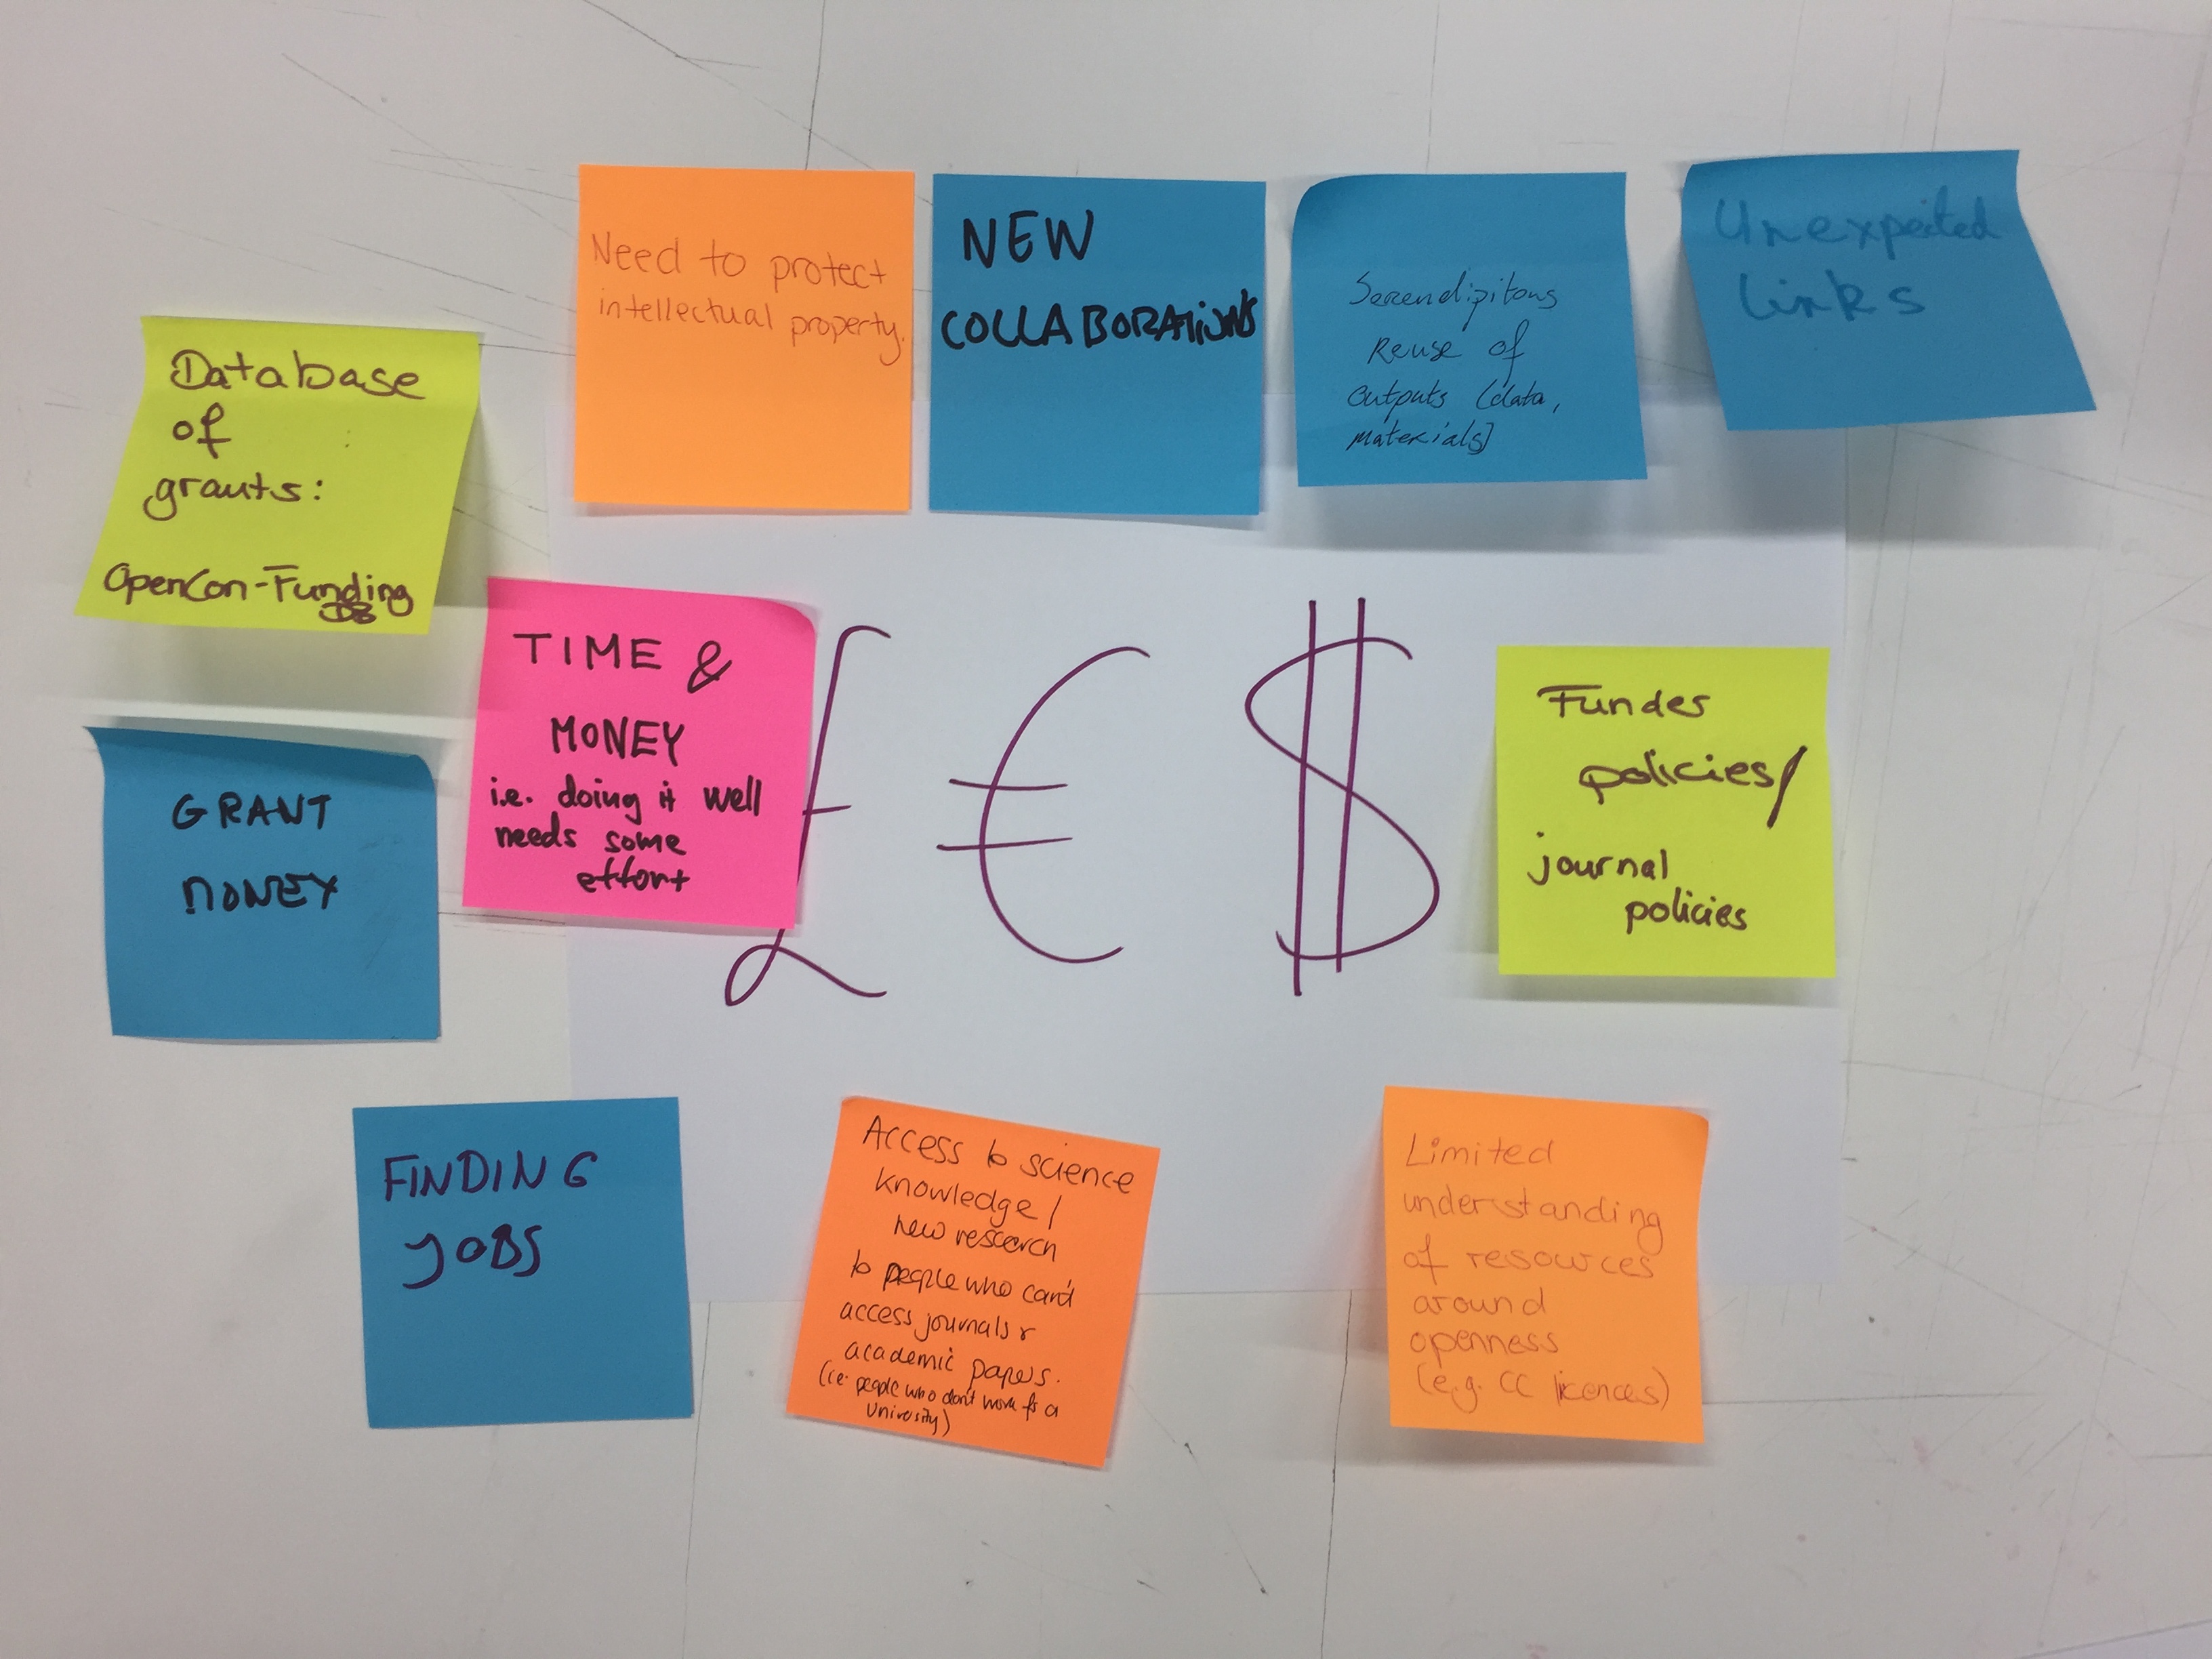 Need to protect
intellectual property.
NEW
COLLABORATIONS
Serendipitous
Reuse of
outputs (data,
materials]
Unexpected
links
Database
of
grants:
OpenCon-Funding
DB
TIME &
MONEY
i.e. doing it well
needs some
effort
£ € $
Funder
policies/
journal
policies
GRANT
MONEY
FINDING
JOBS
Access to science
knowledge /
new research
to people who can't
access journals r
academic papers.
(i.e. people who don't work for a
University)
Limited
understanding
of resources
around
openness
(e.g. CC licences)